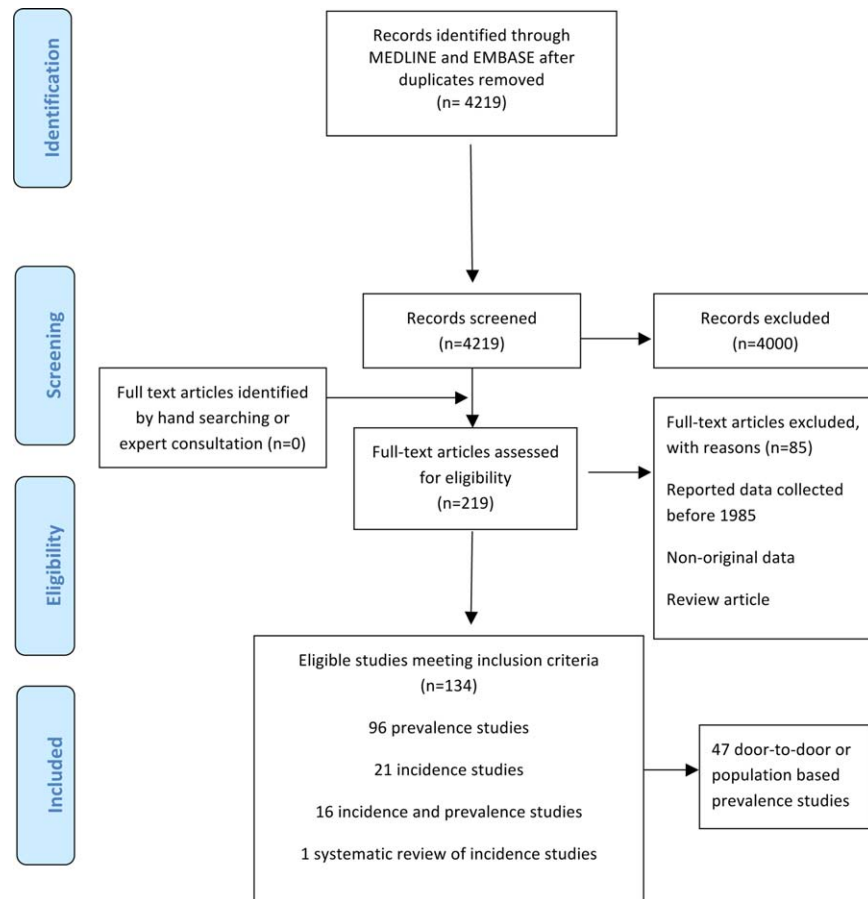 Identification
Records identified through
MEDLINE and EMBASE after
duplicates removed
(n= 4219)
Screening
Records screened
(n=4219)
Records excluded
(n=4000)
Full text articles identified
by hand searching or
expert consultation (n=0)
Full-text articles assessed
for eligibility
(n=219)
Full-text articles excluded,
with reasons (n=85)
Reported data collected
before 1985
Non-original data
Review article
Eligibility
Eligible studies meeting inclusion criteria
(n=134)
96 prevalence studies
21 incidence studies
16 incidence and prevalence studies
1 systematic review of incidence studies
Included
47 door-to-door or
population based
prevalence studies